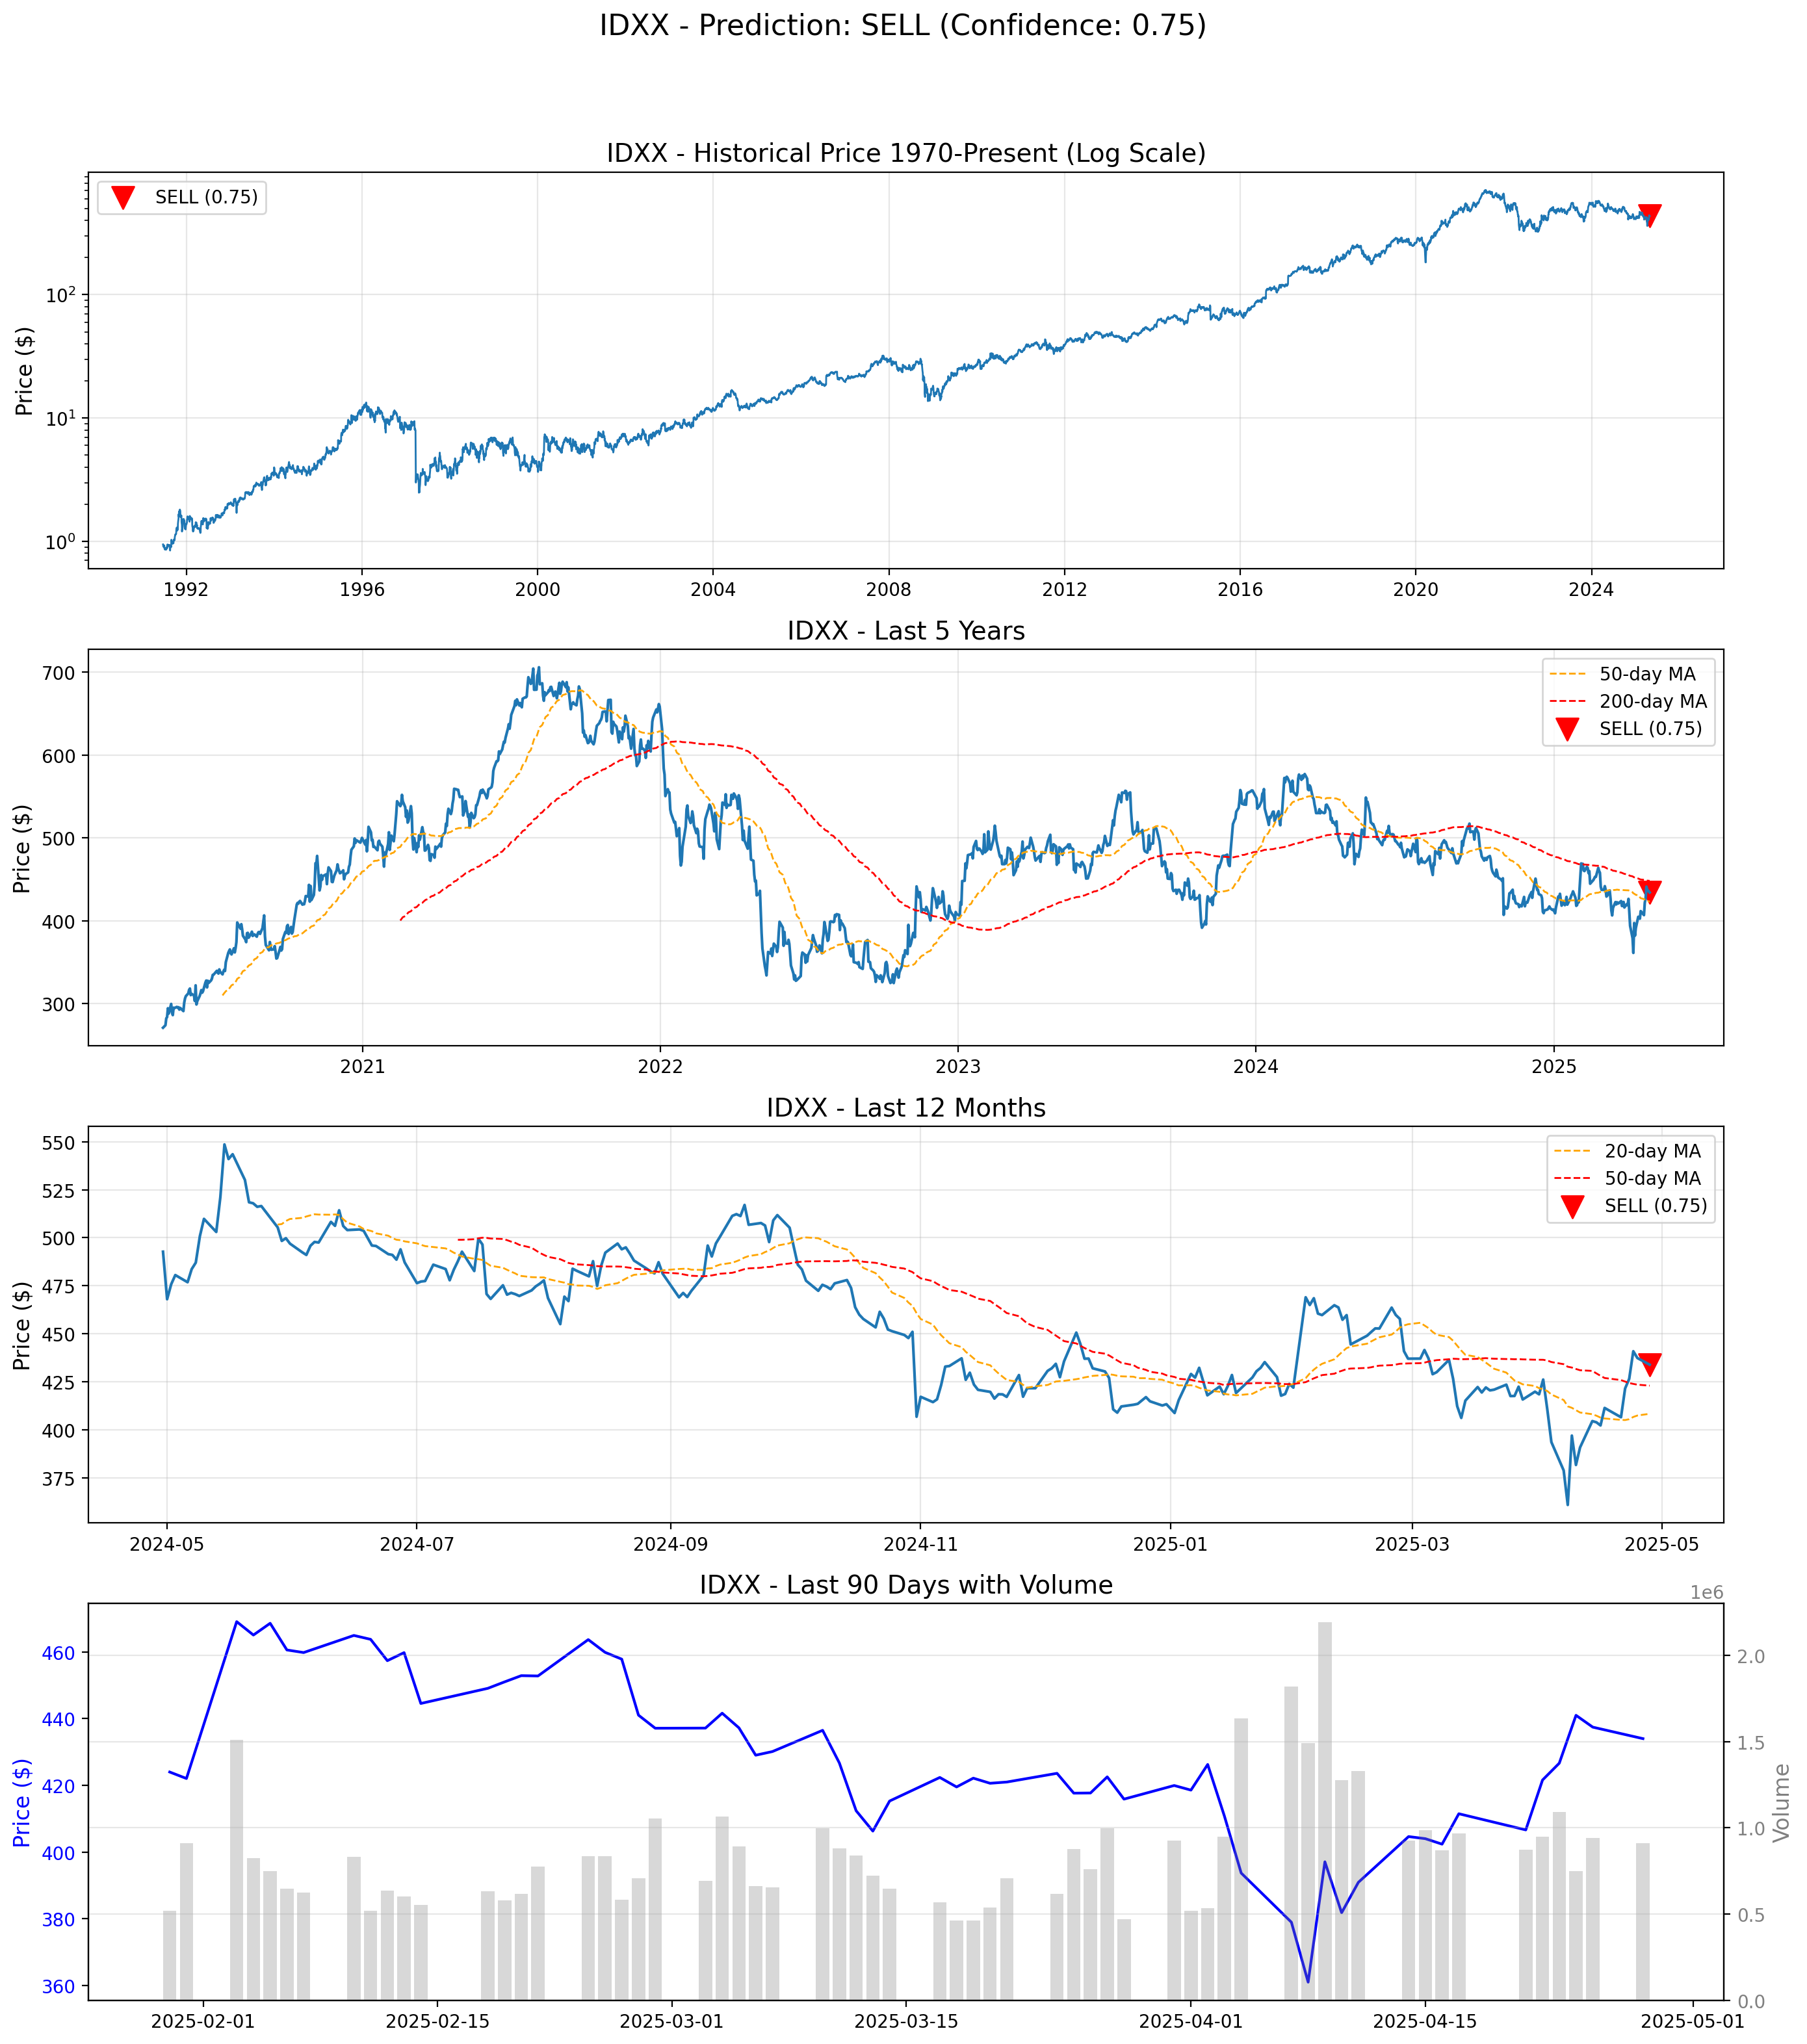 IDXX - Prediction: SELL (Confidence: 0.75)
IDXX - Historical Price 1970-Present (Log Scale)
SELL (0.75)
Price ($)
10²
10¹
10⁰
1992 1996 2000 2004 2008 2012 2016 2020 2024
IDXX - Last 5 Years
50-day MA
200-day MA
SELL (0.75)
Price ($)
700
600
500
400
300
2021 2022 2023 2024 2025
IDXX - Last 12 Months
20-day MA
50-day MA
SELL (0.75)
Price ($)
550
525
500
475
450
425
400
375
2024-05 2024-07 2024-09 2024-11 2025-01 2025-03 2025-05
IDXX - Last 90 Days with Volume
1e6
Price ($)
460
440
420
400
380
360
2.0
1.5
1.0
0.5
0.0
Volume
2025-02-01 2025-02-15 2025-03-01 2025-03-15 2025-04-01 2025-04-15 2025-05-01